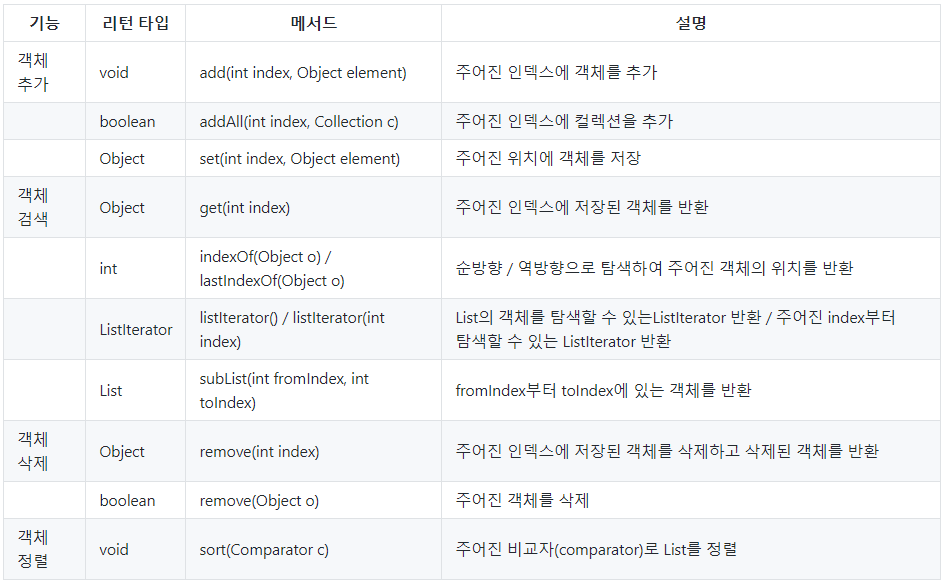 기능 리턴 타입 메서드 설명
객체
추가
void
add(int index, Object element)
주어진 인덱스에 객체를 추가
boolean
addAll(int index, Collection c)
주어진 인덱스에 컬렉션을 추가
Object
set(int index, Object element)
주어진 위치에 객체를 저장
객체
검색
Object
get(int index)
주어진 인덱스에 저장된 객체를 반환
int
indexOf(Object o) /
lastIndexOf(Object o)
순방향 / 역방향으로 탐색하여 주어진 객체의 위치를 반환
ListIterator
listIterator() / listIterator(int
index)
List의 객체를 탐색할 수 있는ListIterator 반환 / 주어진 index부터
탐색할 수 있는 ListIterator 반환
List
subList(int fromIndex, int
toIndex)
fromIndex부터 toIndex에 있는 객체를 반환
객체
삭제
Object
remove(int index)
주어진 인덱스에 저장된 객체를 삭제하고 삭제된 객체를 반환
boolean
remove(Object o)
주어진 객체를 삭제
객체
정렬
void
sort(Comparator c)
주어진 비교자(comparator)로 List를 정렬